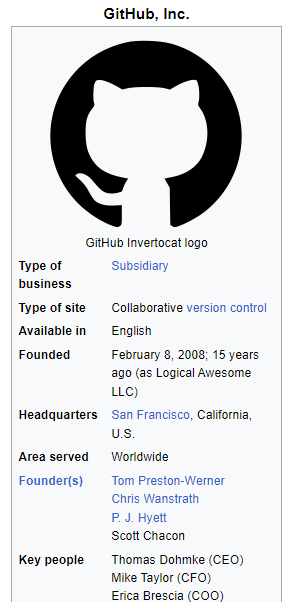 GitHub, Inc.
GitHub Invertocat logo
Type of business Subsidiary
Type of site Collaborative version control
Available in English
Founded February 8, 2008; 15 years
ago (as Logical Awesome
LLC)
Headquarters San Francisco, California,
U.S.
Area served Worldwide
Founder(s) Tom Preston-Werner
Chris Wanstrath
P. J. Hyett
Scott Chacon
Key people Thomas Dohmke (CEO)
Mike Taylor (CFO)
Erica Brescia (COO)